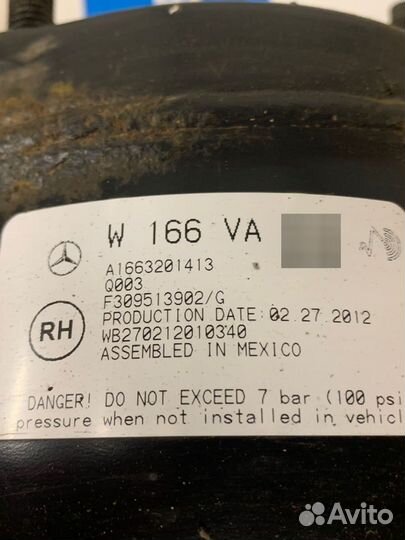 W 166 VA
A1663201413
Q003
F309513902/G
PRODUCTION DATE: 02.27.2012
WB270212010340
ASSEMBLED IN MEXICO
RH
DANGER! DO NOT EXCEED 7 bar (100 psi
pressure when not installed in vehicl
Avito